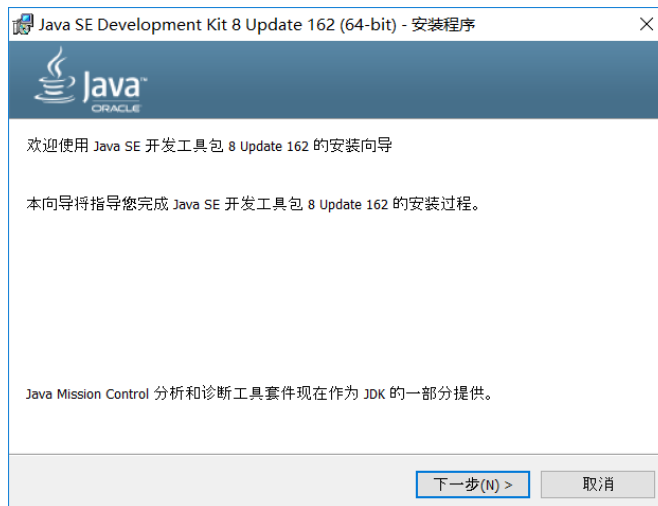 Java SE Development Kit 8 Update 162 (64-bit) - 安装程序
Java™
ORACLE
欢迎使用 Java SE 开发工具包 8 Update 162 的安装向导
本向导将指导您完成 Java SE 开发工具包 8 Update 162 的安装过程。
Java Mission Control 分析和诊断工具套件现在作为 JDK 的一部分提供。
下一步(N) >
取消